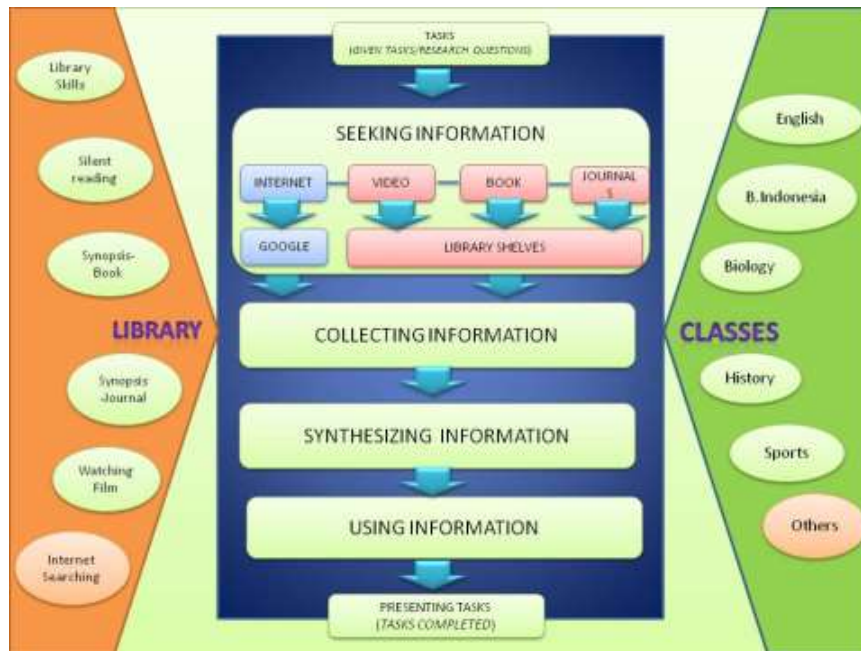 TASKS
(GIVEN TASKS/RESEARCH QUESTIONS)
SEEKING INFORMATION
INTERNET
VIDEO
BOOK
JOURNAL
S
GOOGLE
LIBRARY SHELVES
COLLECTING INFORMATION
SYNTHESIZING INFORMATION
USING INFORMATION
PRESENTING TASKS
(TASKS COMPLETED)
LIBRARY
Library
Skills
Silent
reading
Synopsis-
Book
Synopsis
-Journal
Watching
Film
Internet
Searching
CLASSES
English
B.Indonesia
Biology
History
Sports
Others